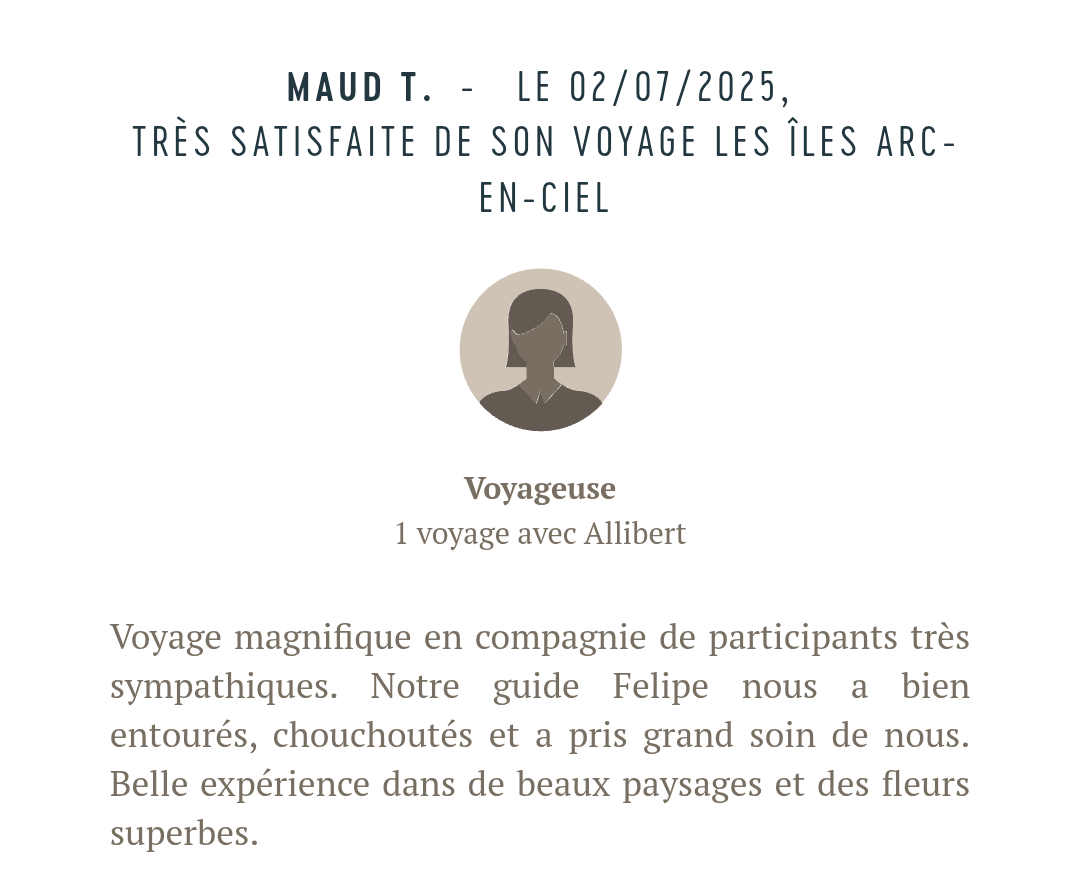 MAUD T. - LE 02/07/2025,
TRÈS SATISFAITE DE SON VOYAGE LES ÎLES ARC-
EN-CIEL
Voyageuse
1 voyage avec Allibert
Voyage magnifique en compagnie de participants très
sympathiques. Notre guide Felipe nous a bien
entourés, chouchoutés et a pris grand soin de nous.
Belle expérience dans de beaux paysages et des fleurs
superbes.